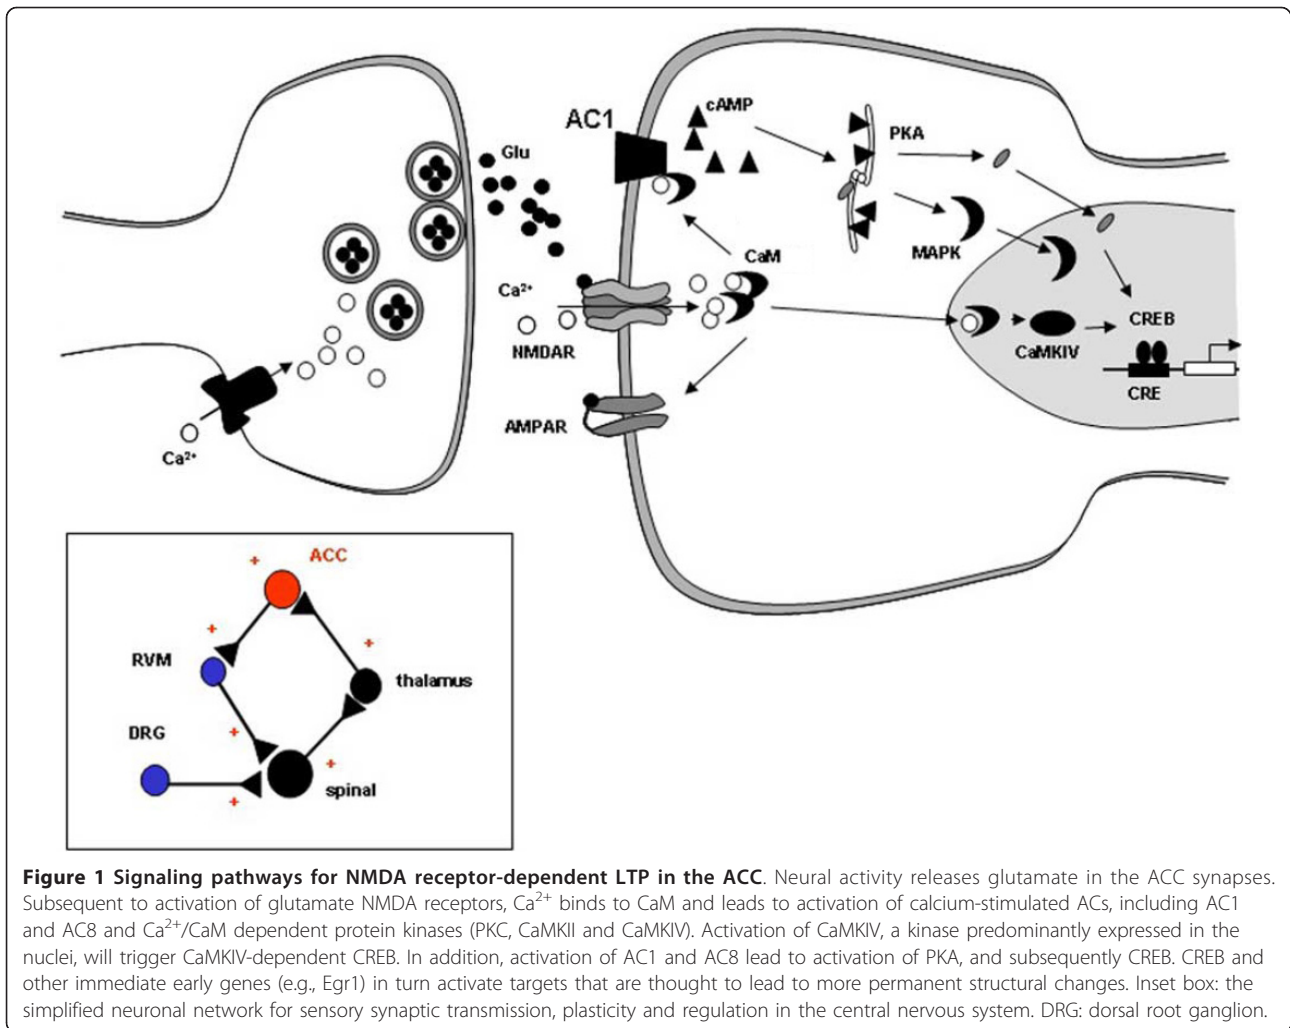 cAMP
AC1
PKA
Glu
MAPK
CaM
Ca²⁺
NMDAR
CREB
CaMKIV
CRE
AMPAR
Ca²⁺
ACC
RVM
thalamus
DRG
spinal
+
+
+
+
+
+
Figure 1 Signaling pathways for NMDA receptor-dependent LTP in the ACC. Neural activity releases glutamate in the ACC synapses.
Subsequent to activation of glutamate NMDA receptors, Ca²⁺ binds to CaM and leads to activation of calcium-stimulated ACs, including AC1
and AC8 and Ca²⁺/CaM dependent protein kinases (PKC, CaMKII and CaMKIV). Activation of CaMKIV, a kinase predominantly expressed in the
nuclei, will trigger CaMKIV-dependent CREB. In addition, activation of AC1 and AC8 lead to activation of PKA, and subsequently CREB. CREB and
other immediate early genes (e.g., Egr1) in turn activate targets that are thought to lead to more permanent structural changes. Inset box: the
simplified neuronal network for sensory synaptic transmission, plasticity and regulation in the central nervous system. DRG: dorsal root ganglion.